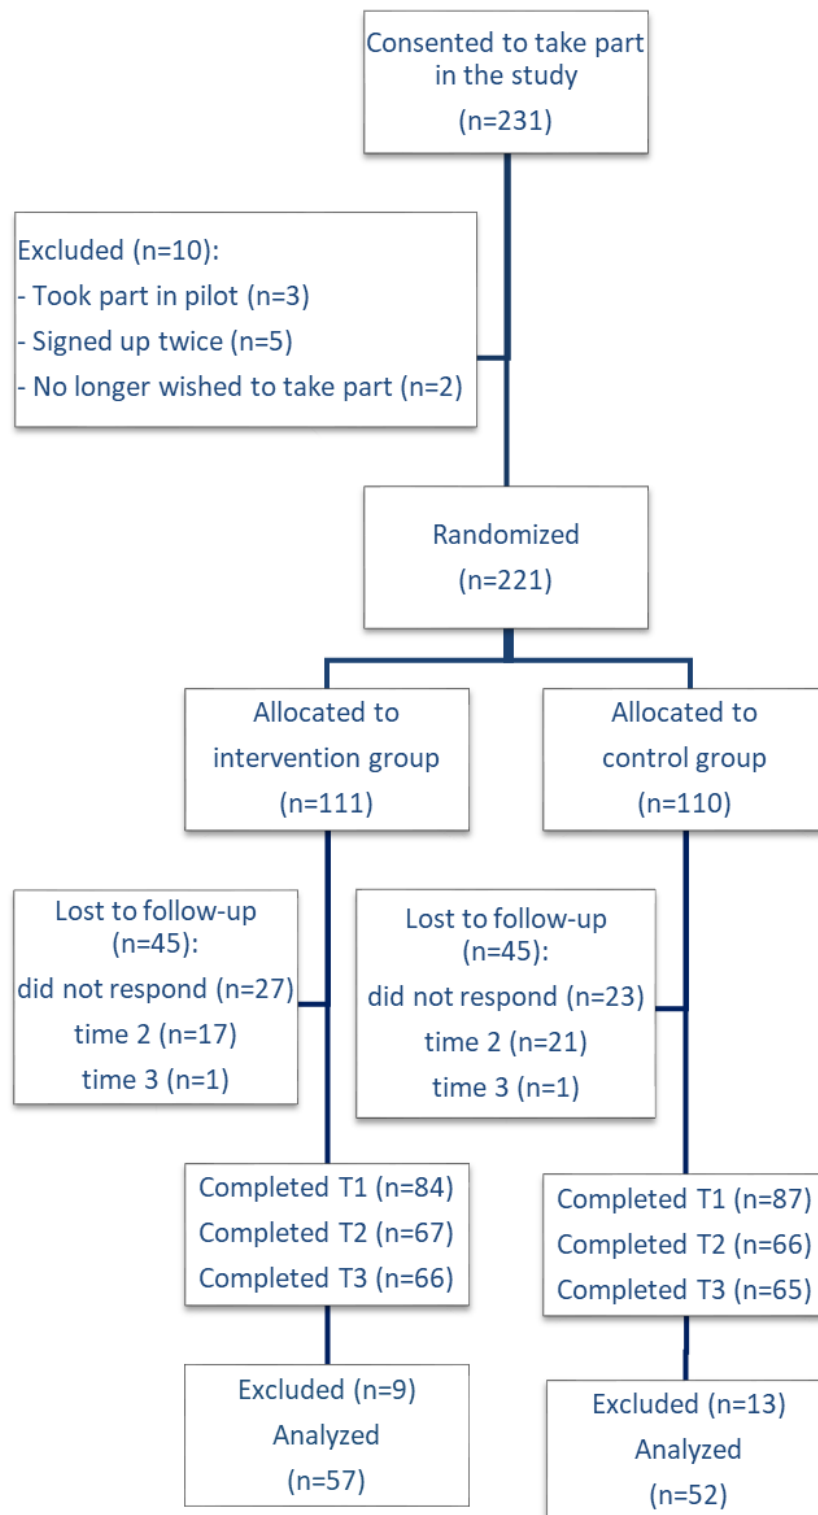 Consented to take part
in the study
(n=231)
Excluded (n=10):
- Took part in pilot (n=3)
- Signed up twice (n=5)
- No longer wished to take part (n=2)
Randomized
(n=221)
Allocated to
intervention group
(n=111)
Allocated to
control group
(n=110)
Lost to follow-up
(n=45):
did not respond (n=27)
time 2 (n=17)
time 3 (n=1)
Lost to follow-up
(n=45):
did not respond (n=23)
time 2 (n=21)
time 3 (n=1)
Completed T1 (n=84)
Completed T2 (n=67)
Completed T3 (n=66)
Completed T1 (n=87)
Completed T2 (n=66)
Completed T3 (n=65)
Excluded (n=9)
Analyzed
(n=57)
Excluded (n=13)
Analyzed
(n=52)